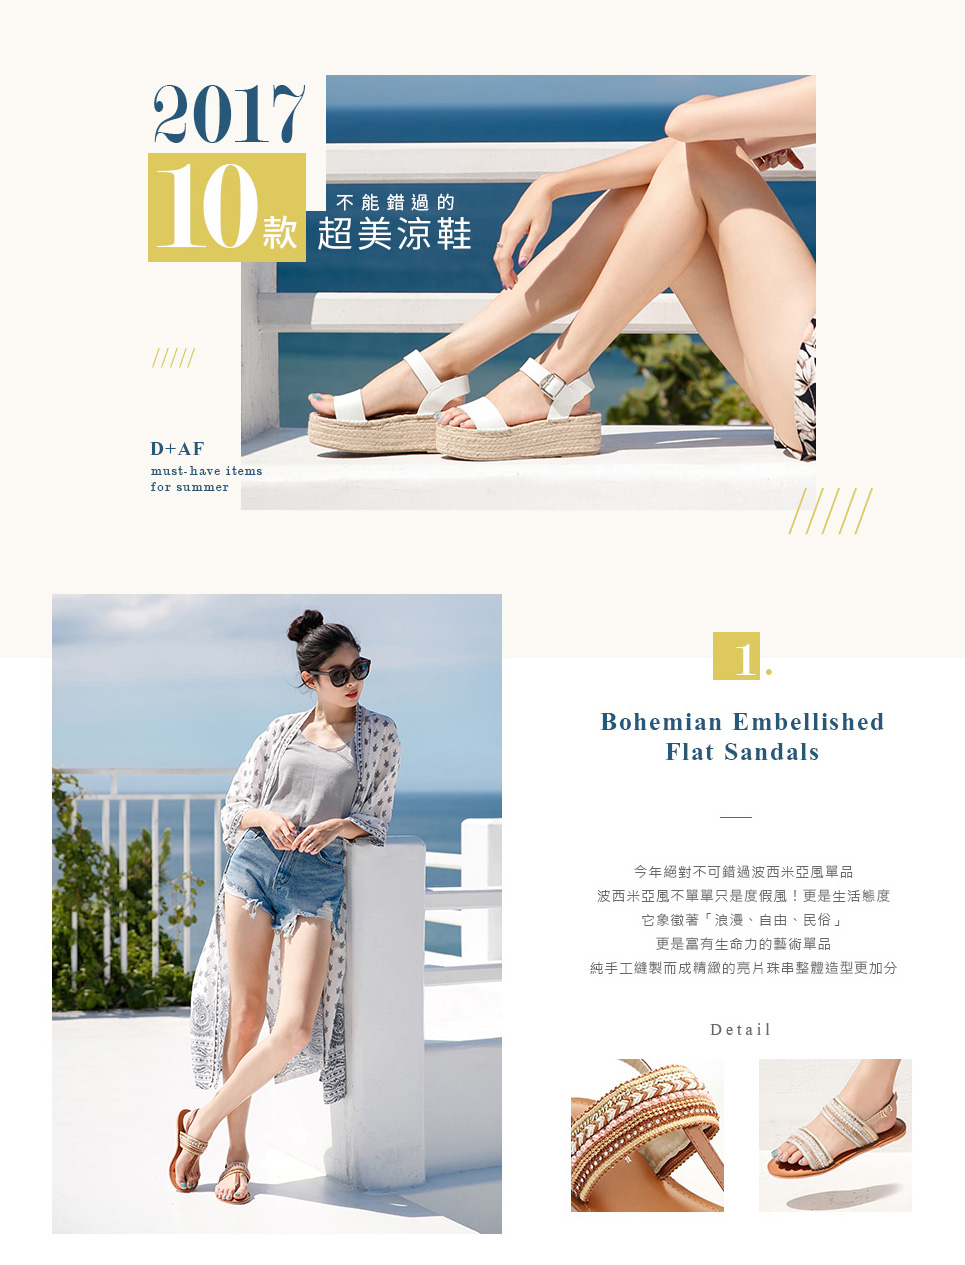 2017
10款 不能錯過的
超美涼鞋
D+AF
must-have items
for summer
1.
Bohemian Embellished
Flat Sandals
今年絕對不可錯過波西米亞風單品
波西米亞風不單單只是度假風！更是生活態度
它象徵著「浪漫、自由、民俗」
更是富有生命力的藝術單品
純手工縫製而成精緻的亮片珠串整體造型更加分
Detail